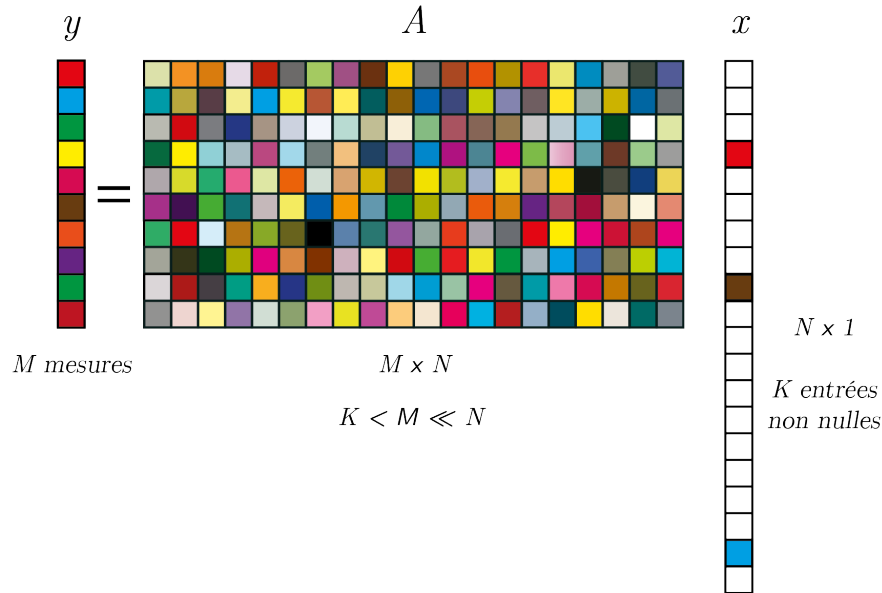 y
A
x
=
M mesures
M x N
K < M ≪ N
N x 1
K entrées
non nulles